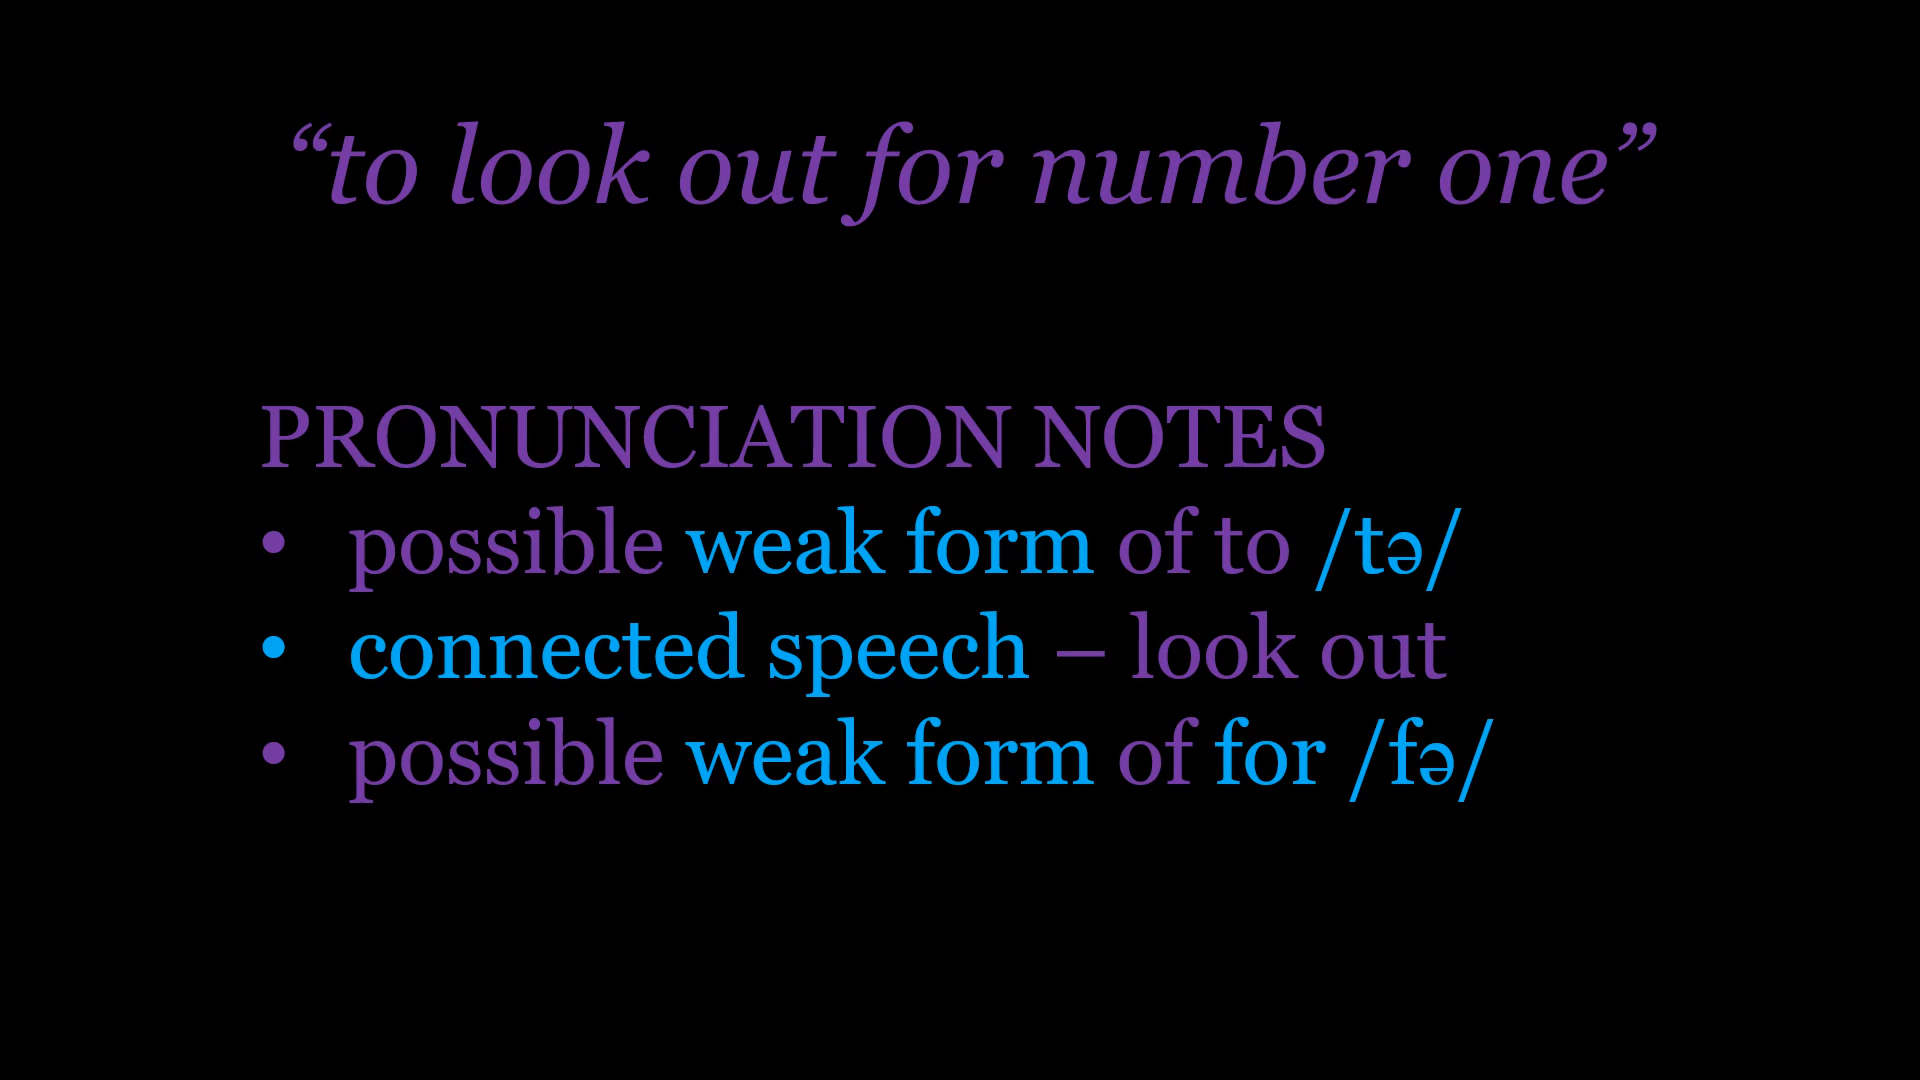 “to look out for number one”
PRONUNCIATION NOTES
• possible weak form of to /tə/
• connected speech – look out
• possible weak form of for /fə/